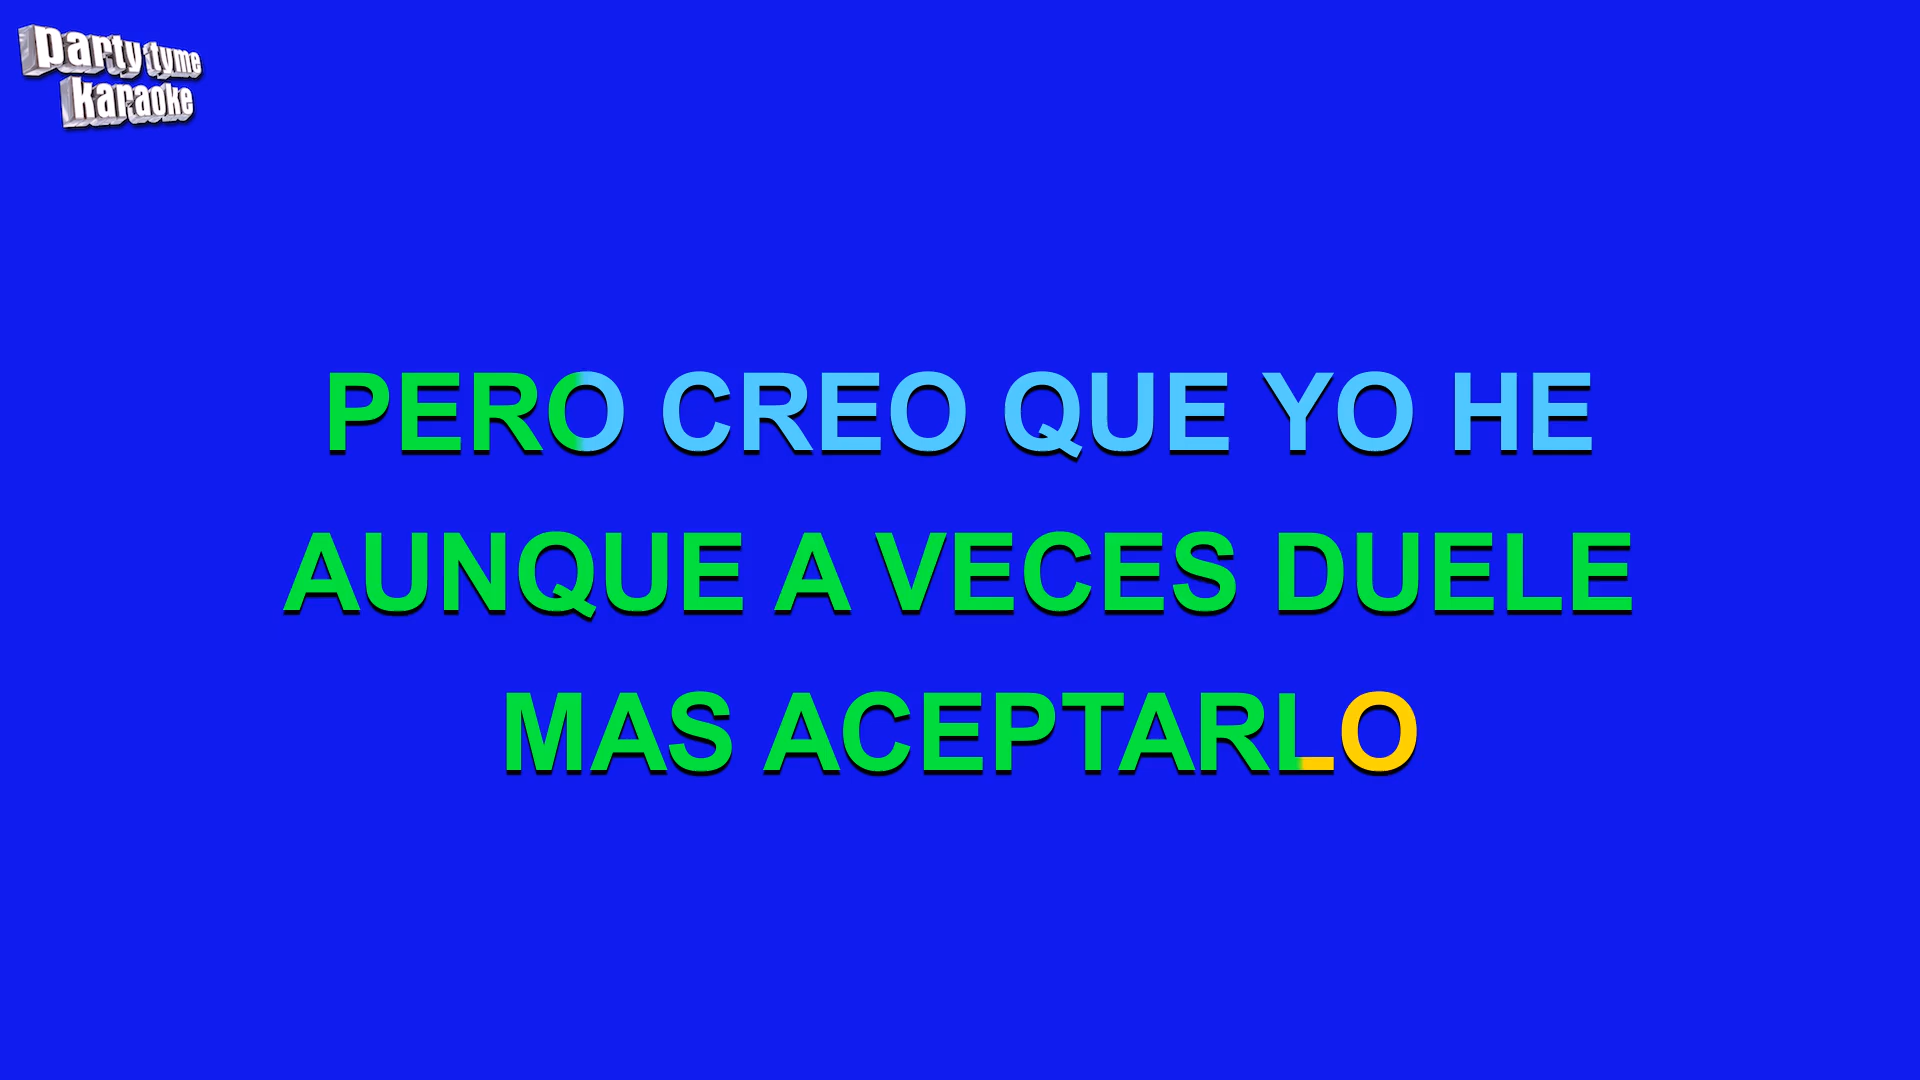 party tyme
karaoke
PERO CREO QUE YO HE
AUNQUE A VECES DUELE
MAS ACEPTARLO